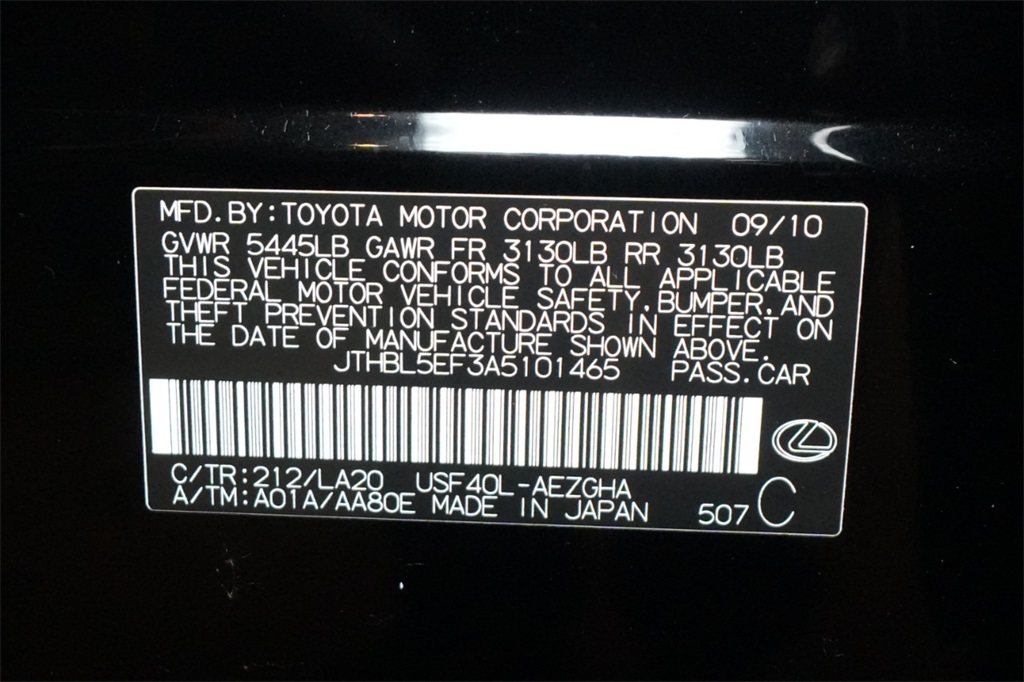 MFD.BY:TOYOTA MOTOR CORPORATION 09/10
GVWR 5445LB GAWR FR 3130LB RR 3130LB
THIS VEHICLE CONFORMS TO ALL APPLICABLE
FEDERAL MOTOR VEHICLE SAFETY,BUMPER,AND
THEFT PREVENTION STANDARDS IN EFFECT ON
THE DATE OF MANUFACTURE SHOWN ABOVE.
JTHBL5EF3A5101465 PASS.CAR
C/TR:212/LA20 USF40L-AEZGHA
A/TM:A01A/AA80E MADE IN JAPAN 507 C